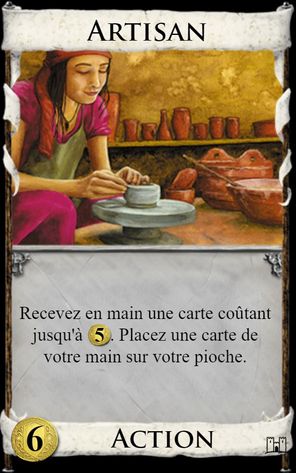 Artisan
Recevez en main une carte coûtant
jusqu'à 5. Placez une carte de
votre main sur votre pioche.
6 Action